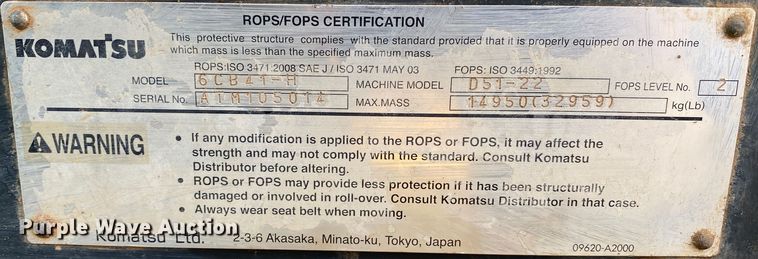 ROPS/FOPS CERTIFICATION
KOMATSU
This protective structure complies with the standard provided that it is properly equipped on the machine
which mass is less than the specified maximum mass.
ROPS:ISO 3471:2008 SAE J/ISO 3471 MAY 03 FOPS: ISO 3449:1992
MODEL 6CB41-H MACHINE MODEL D51-22 FOPS LEVEL No. 2
SERIAL No. A1M105014 MAX.MASS 14950(32959) kg(Lb)
WARNING
• If any modification is applied to the ROPS or FOPS, it may affect the
strength and may not comply with the standard. Consult Komatsu
Distributor before altering.
• ROPS or FOPS may provide less protection if it has been structurally
damaged or involved in roll-over. Consult Komatsu Distributor in that case.
• Always wear seat belt when moving.
Purple Wave Auction
Komatsu Ltd. 2-3-6 Akasaka, Minato-ku, Tokyo, Japan
09620-A2000